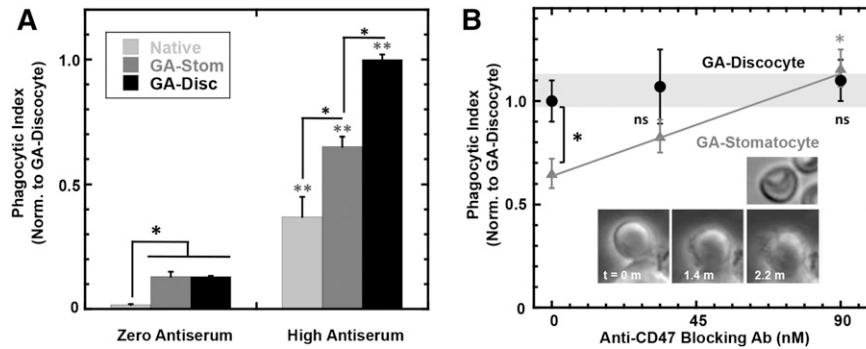 A
Phagocytic Index
(Norm. to GA-Discocyte)
1.0
0.5
0
Native
GA-Stom
GA-Disc
*
*
*
**
**
**
Zero Antiserum
High Antiserum
B
Phagocytic Index
(Norm. to GA-Discocyte)
1.0
0.5
0
GA-Discocyte
*
*
ns
ns
GA-Stomatocyte
t = 0 m
1.4 m
2.2 m
0
45
90
Anti-CD47 Blocking Ab (nM)